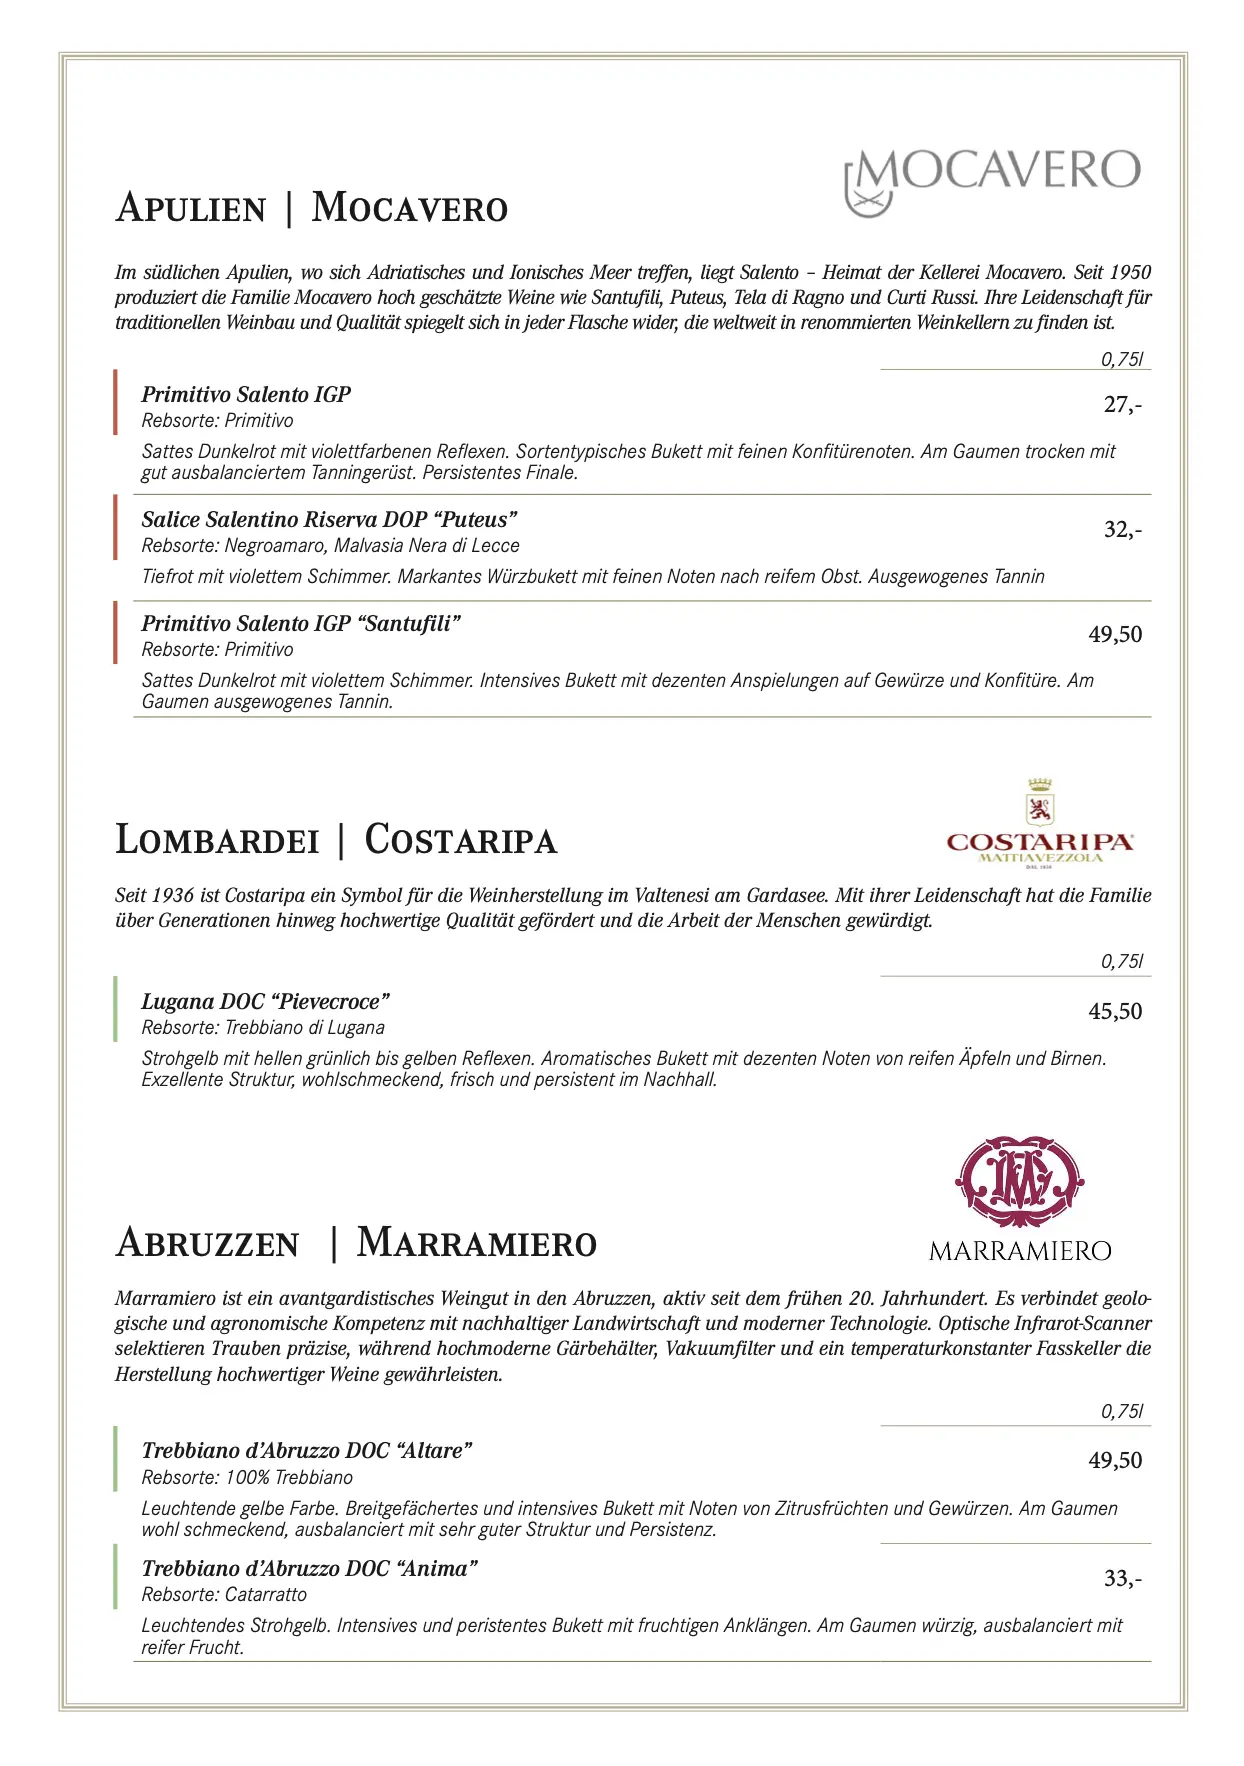 MOCAVERO
Apulien | Mocavero
Im südlichen Apulien, wo sich Adriatisches und Ionisches Meer treffen, liegt Salento – Heimat der Kellerei Mocavero. Seit 1950
produziert die Familie Mocavero hoch geschätzte Weine wie Santufili, Puteus, Tela di Ragno und Curti Russi. Ihre Leidenschaft für
traditionellen Weinbau und Qualität spiegelt sich in jeder Flasche wider, die weltweit in renommierten Weinkellern zu finden ist.
0,75l
Primitivo Salento IGP
27,-
Rebsorte: Primitivo
Sattes Dunkelrot mit violettfarbenen Reflexen. Sortentypisches Bukett mit feinen Konfitürenoten. Am Gaumen trocken mit
gut ausbalanciertem Tanningerüst. Persistentes Finale.
Salice Salentino Riserva DOP “Puteus”
32,-
Rebsorte: Negroamaro, Malvasia Nera di Lecce
Tiefrot mit violettem Schimmer. Markantes Würzbukett mit feinen Noten nach reifem Obst. Ausgewogenes Tannin
Primitivo Salento IGP “Santufili”
49,50
Rebsorte: Primitivo
Sattes Dunkelrot mit violettem Schimmer. Intensives Bukett mit dezenten Anspielungen auf Gewürze und Konfitüre. Am
Gaumen ausgewogenes Tannin.
COSTARIPA
MATTIAVEZZOLA
DAL 1936
Lombardei | Costaripa
Seit 1936 ist Costaripa ein Symbol für die Weinherstellung im Valtenesi am Gardasee. Mit ihrer Leidenschaft hat die Familie
über Generationen hinweg hochwertige Qualität gefördert und die Arbeit der Menschen gewürdigt.
0,75l
Lugana DOC “Pievecroce”
45,50
Rebsorte: Trebbiano di Lugana
Strohgelb mit hellen grünlich bis gelben Reflexen. Aromatisches Bukett mit dezenten Noten von reifen Äpfeln und Birnen.
Exzellente Struktur, wohlschmeckend, frisch und persistent im Nachhall.
MARRAMIERO
Abruzzen | Marramiero
Marramiero ist ein avantgardistisches Weingut in den Abruzzen, aktiv seit dem frühen 20. Jahrhundert. Es verbindet geolo-
gische und agronomische Kompetenz mit nachhaltiger Landwirtschaft und moderner Technologie. Optische Infrarot-Scanner
selektieren Trauben präzise, während hochmoderne Gärbehälter, Vakuumfilter und ein temperaturkonstanter Fasskeller die
Herstellung hochwertiger Weine gewährleisten.
0,75l
Trebbiano d’Abruzzo DOC “Altare”
49,50
Rebsorte: 100% Trebbiano
Leuchtende gelbe Farbe. Breitgefächertes und intensives Bukett mit Noten von Zitrusfrüchten und Gewürzen. Am Gaumen
wohl schmeckend, ausbalanciert mit sehr guter Struktur und Persistenz.
Trebbiano d’Abruzzo DOC “Anima”
33,-
Rebsorte: Catarratto
Leuchtendes Strohgelb. Intensives und peristentes Bukett mit fruchtigen Anklängen. Am Gaumen würzig, ausbalanciert mit
reifer Frucht.